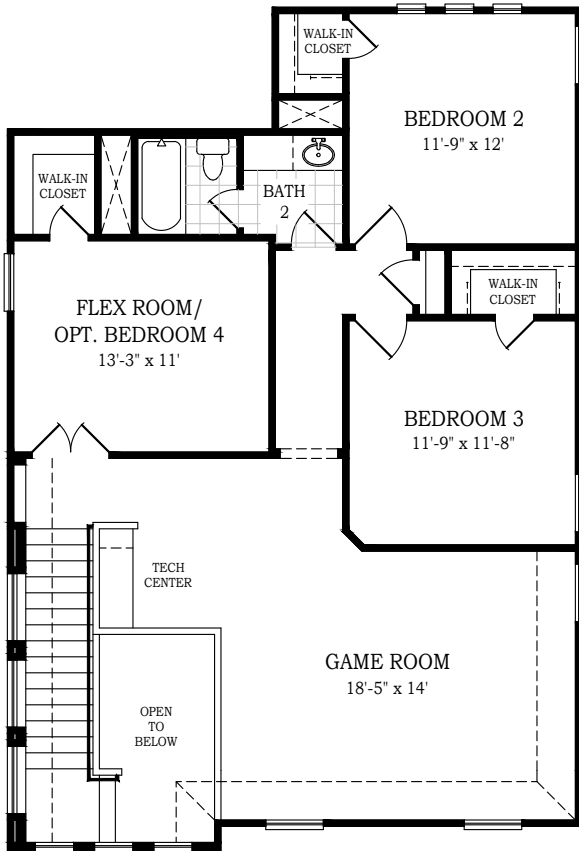 WALK-IN
CLOSET
BEDROOM 2
11'-9" x 12'
WALK-IN
CLOSET
BATH
2
WALK-IN
CLOSET
FLEX ROOM/
OPT. BEDROOM 4
13'-3" x 11'
BEDROOM 3
11'-9" x 11'-8"
TECH
CENTER
GAME ROOM
18'-5" x 14'
OPEN
TO
BELOW